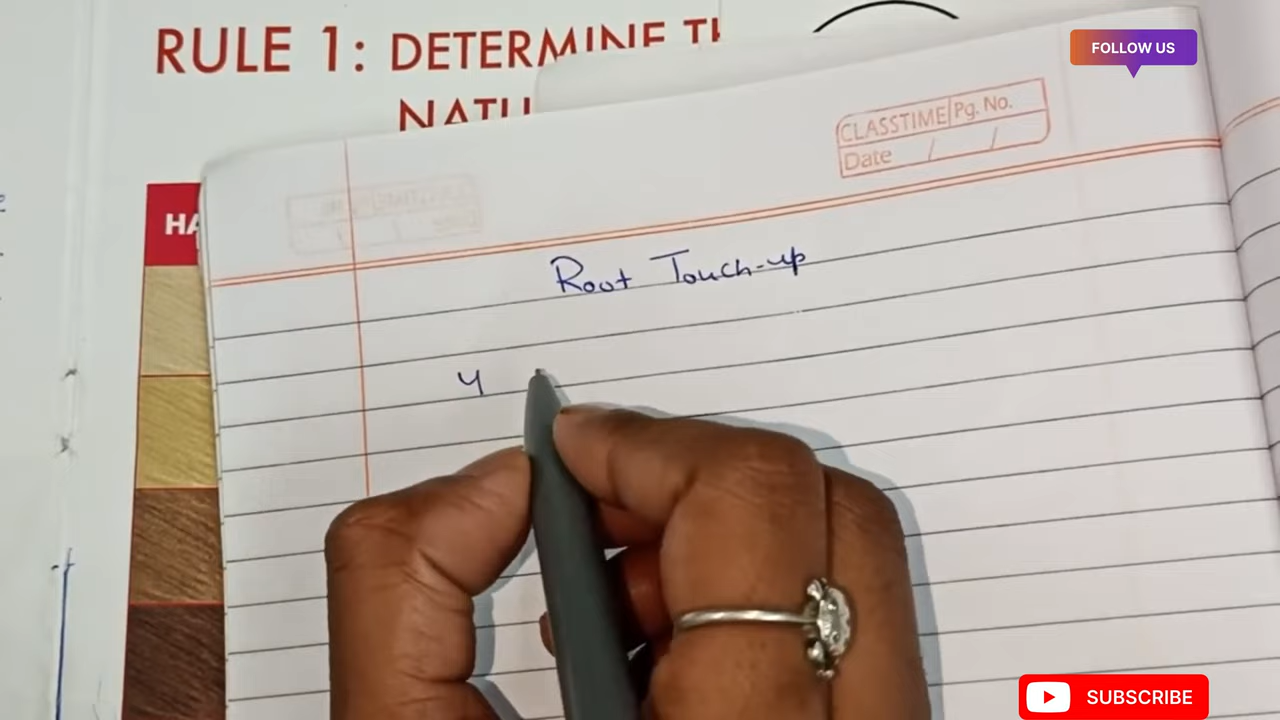 FOLLOW US
RULE 1: DETERMINE
NATU
CLASSTIME Pg. No.
Date / /
HA
Root Touch-up
4
SUBSCRIBE